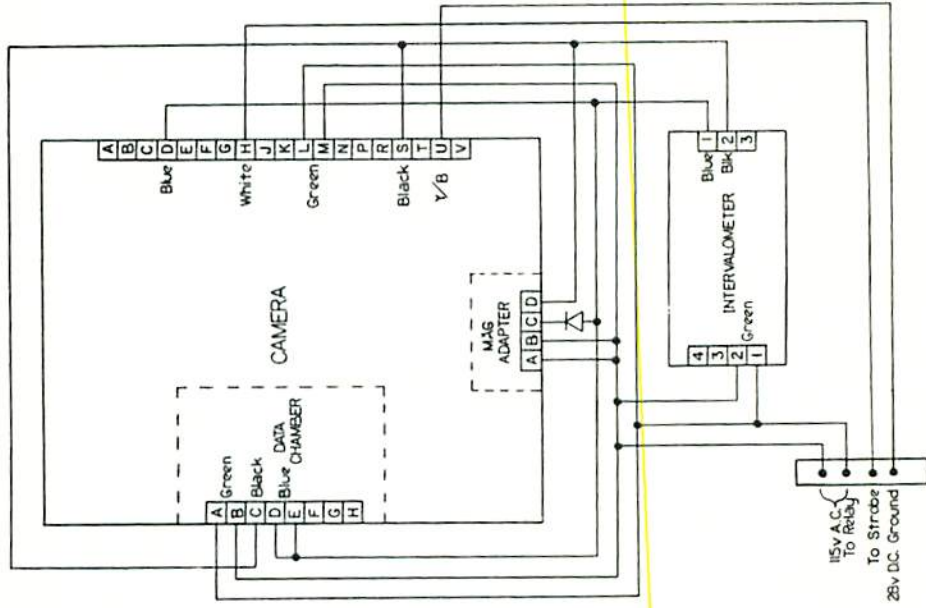 A
B
C
D Blue
E
F
G
H White
J
K
L Green
M
N
P
R
S Black
T
U Y/B
V
CAMERA
DATA
CHAMBER
A Green
B
C Black
D
E Blue
F
G
H
MAG
ADAPTER
A B C D
INTERVALOMETER
1 Blue
2 Blk
3
4
3
2
1 Green
115v A.C.
To Relay
To Strobe
28v D.C. Ground